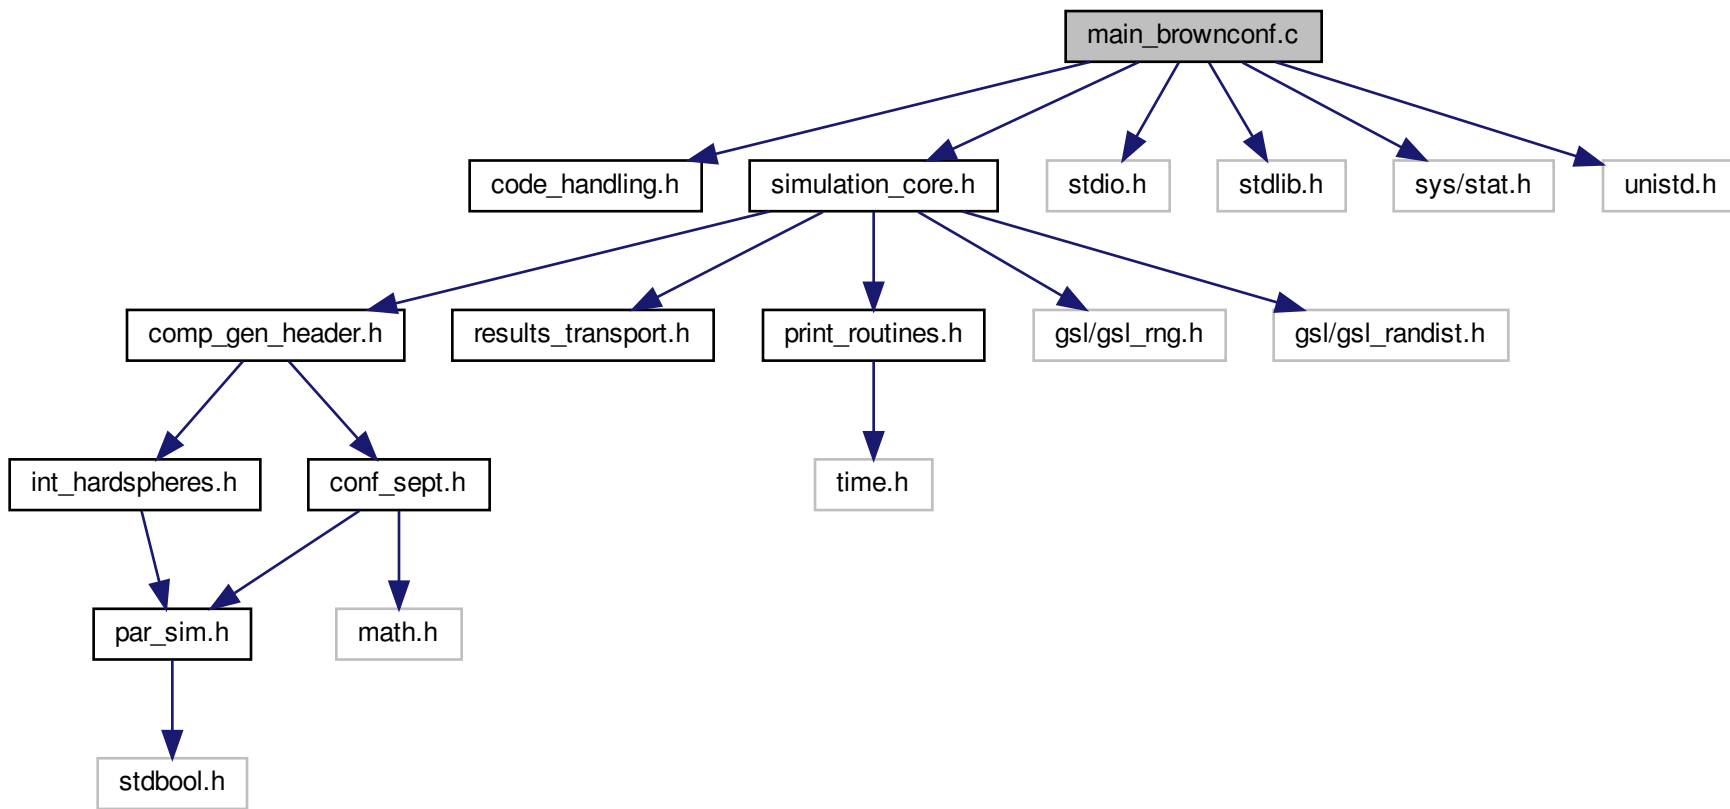 main_brownconf.c
code_handling.h
simulation_core.h
stdio.h
stdlib.h
sys/stat.h
unistd.h
comp_gen_header.h
results_transport.h
print_routines.h
gsl/gsl_rng.h
gsl/gsl_randist.h
int_hardspheres.h
conf_sept.h
time.h
par_sim.h
math.h
stdbool.h